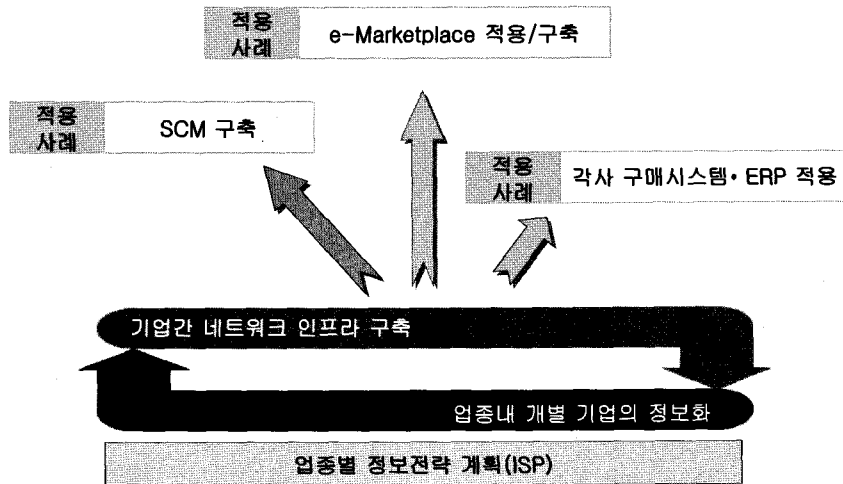 적용
사례
e-Marketplace 적용/구축
적용
사례
SCM 구축
적용
사례
각사 구매시스템• ERP 적용
기업간 네트워크 인프라 구축
업종내 개별 기업의 정보화
업종별 정보전략 계획(ISP)